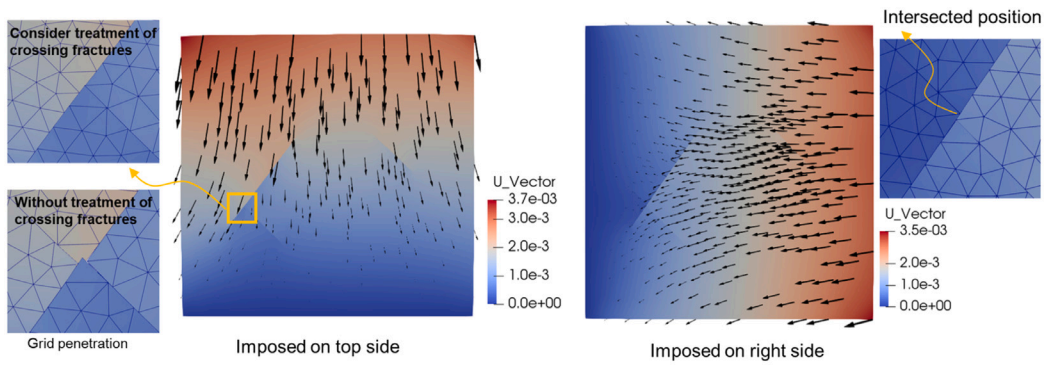 Consider treatment of
crossing fractures
Without treatment of
crossing fractures
Grid penetration
U_Vector
3.7e-03
3.0e-3
2.0e-3
1.0e-3
0.0e+00
Imposed on top side
Intersected position
U_Vector
3.5e-03
2.0e-3
1.0e-3
0.0e+00
Imposed on right side